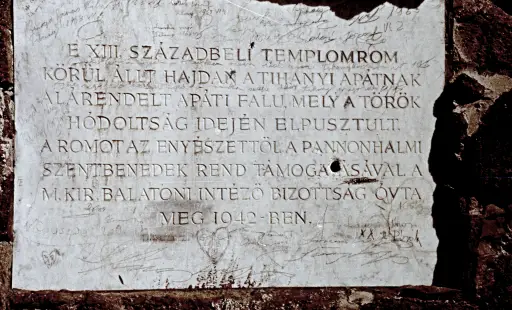 E XIII. SZÁZADBELI TEMPLOMROM
KÖRÜL ÁLLT HAJDAN A TIHANYI APÁTNAK
ALÁRENDELT APÁTI FALU, MELY A TÖRÖK
HÓDOLTSÁG IDEJÉN ELPUSZTULT.
A ROMOT AZ ENYÉSZETTŐL A PANNONHALMI
SZENTBENEDEK REND TÁMOGATÁSÁVAL A
M. KIR. BALATONI INTÉZŐ BIZOTTSÁG ÓVTA
MEG 1942-BEN.